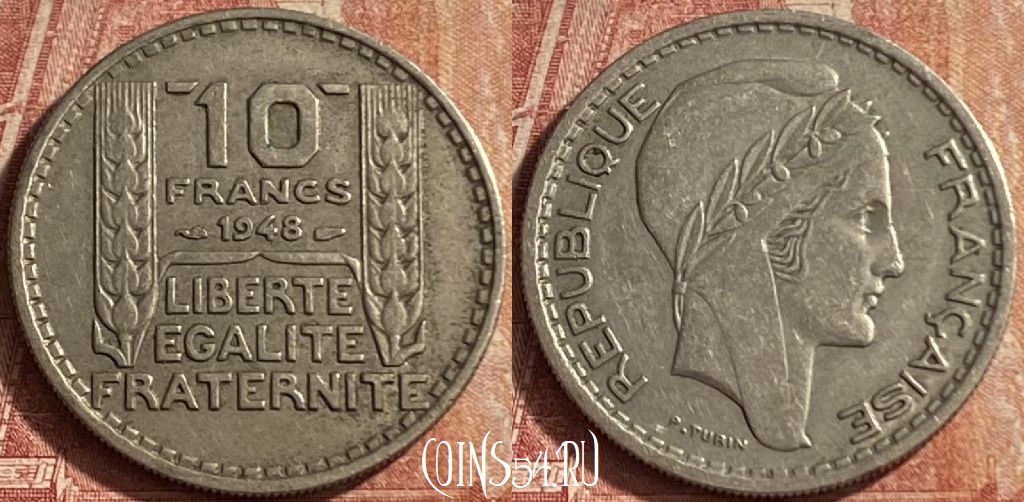 10
FRANCS
1948
LIBERTE
EGALITE
FRATERNITE
REPUBLIQUE FRANÇAISE
P.TURIN
COINS54.RU